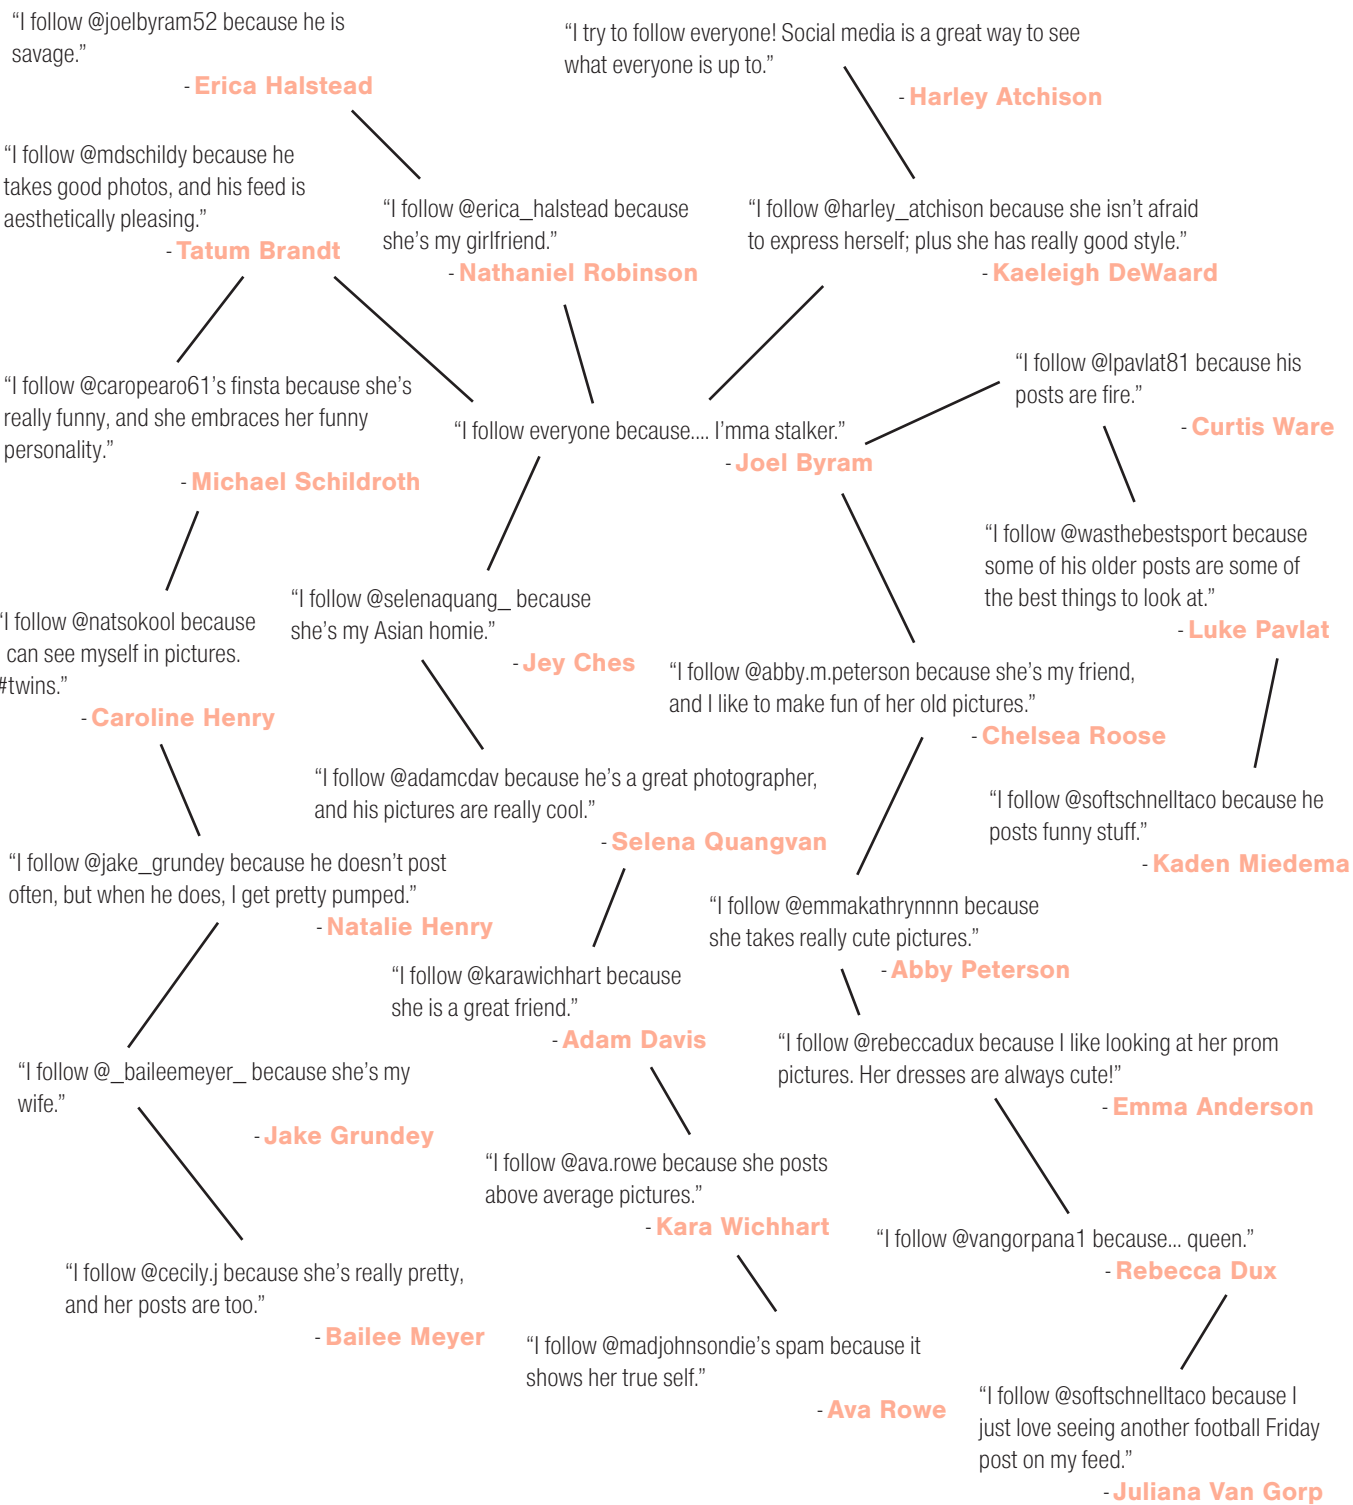 “I follow @joelbyram52 because he is
savage.”
- Erica Halstead
“I try to follow everyone! Social media is a great way to see
what everyone is up to.”
- Harley Atchison
“I follow @mdschildy because he
takes good photos, and his feed is
aesthetically pleasing.”
- Tatum Brandt
“I follow @erica_halstead because
she’s my girlfriend.”
- Nathaniel Robinson
“I follow @harley_atchison because she isn’t afraid
to express herself; plus she has really good style.”
- Kaeleigh DeWaard
“I follow @caropearo61’s finsta because she’s
really funny, and she embraces her funny
personality.”
- Michael Schildroth
“I follow everyone because.... I’mma stalker.”
- Joel Byram
“I follow @lpavlat81 because his
posts are fire.”
- Curtis Ware
“I follow @wasthebestsport because
some of his older posts are some of
the best things to look at.”
- Luke Pavlat
“I follow @natsokool because
can see myself in pictures.
#twins.”
- Caroline Henry
“I follow @selenaquang_ because
she’s my Asian homie.”
- Jey Ches
“I follow @abby.m.peterson because she’s my friend,
and I like to make fun of her old pictures.”
- Chelsea Roose
“I follow @adamcdav because he’s a great photographer,
and his pictures are really cool.”
- Selena Quangvan
“I follow @softschnelltaco because he
posts funny stuff.”
- Kaden Miedema
“I follow @jake_grundey because he doesn’t post
often, but when he does, I get pretty pumped.”
- Natalie Henry
“I follow @emmakathrynnnn because
she takes really cute pictures.”
- Abby Peterson
“I follow @karawichhart because
she is a great friend.”
- Adam Davis
“I follow @rebeccadux because I like looking at her prom
pictures. Her dresses are always cute!”
- Emma Anderson
“I follow @_baileemeyer_ because she’s my
wife.”
- Jake Grundey
“I follow @ava.rowe because she posts
above average pictures.”
- Kara Wichhart
“I follow @vangorpana1 because... queen.”
- Rebecca Dux
“I follow @cecily.j because she’s really pretty,
and her posts are too.”
- Bailee Meyer
“I follow @madjohnsondie’s spam because it
shows her true self.”
- Ava Rowe
“I follow @softschnelltaco because I
just love seeing another football Friday
post on my feed.”
- Juliana Van Gorp